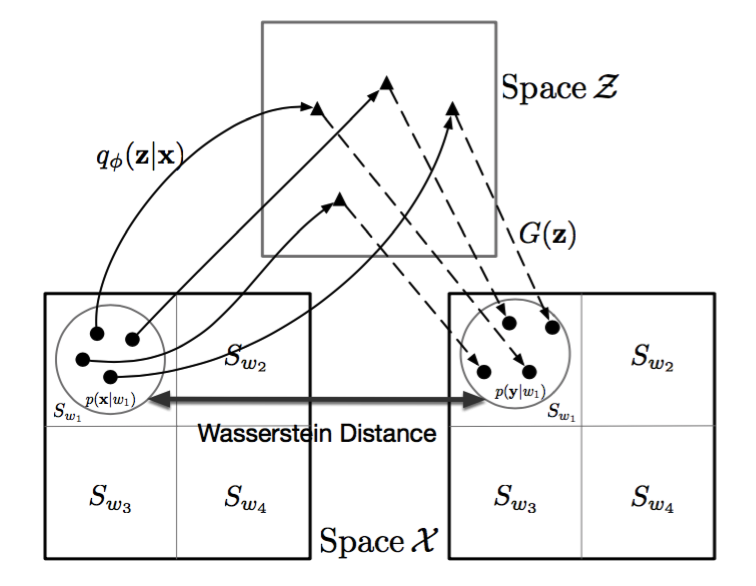 Space 𝒵
q_ϕ(𝐳|𝐱)
G(𝐳)
S_{w_2}
S_{w_2}
p(𝐱|w_1)
S_{w_1}
p(𝐲|w_1)
S_{w_1}
Wasserstein Distance
S_{w_3}
S_{w_4}
S_{w_3}
S_{w_4}
Space 𝒳